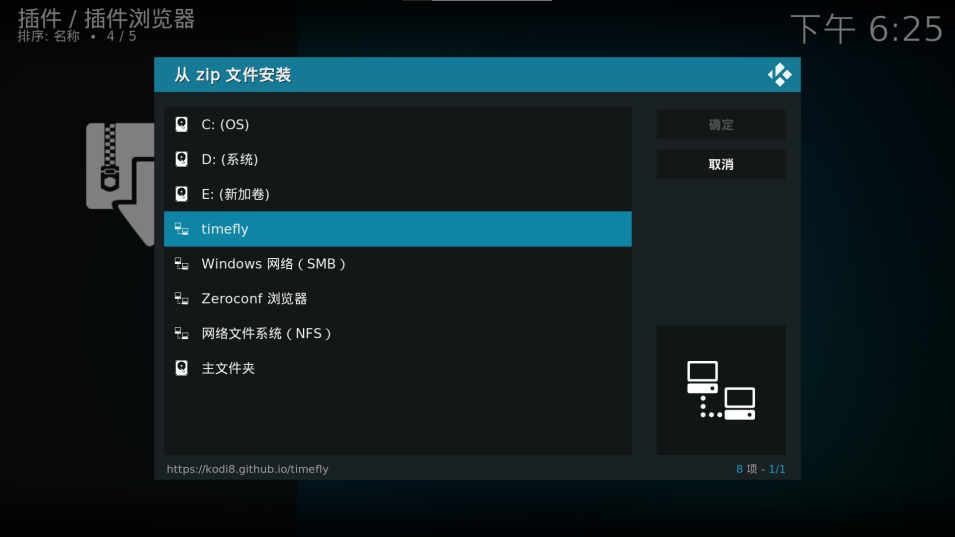 插件 / 插件浏览器
排序: 名称 • 4 / 5
下午 6:25
从 zip 文件安装
C: (OS)
D: (系统)
E: (新加卷)
timefly
Windows 网络（SMB）
Zeroconf 浏览器
网络文件系统（NFS）
主文件夹
确定
取消
https://kodi8.github.io/timefly
8 项 - 1/1